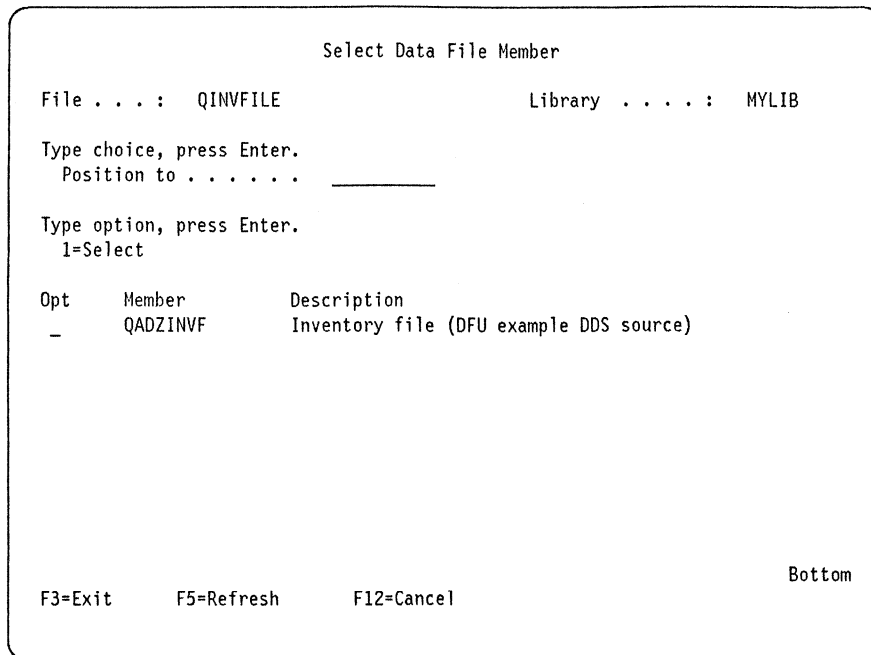 Select Data File Member
File . . . : QINVFILE Library . . . . : MYLIB
Type choice, press Enter.
Position to . . . . . .
Type option, press Enter.
1=Select
Opt Member Description
_ QADZINVF Inventory file (DFU example DDS source)
Bottom
F3=Exit F5=Refresh F12=Cancel